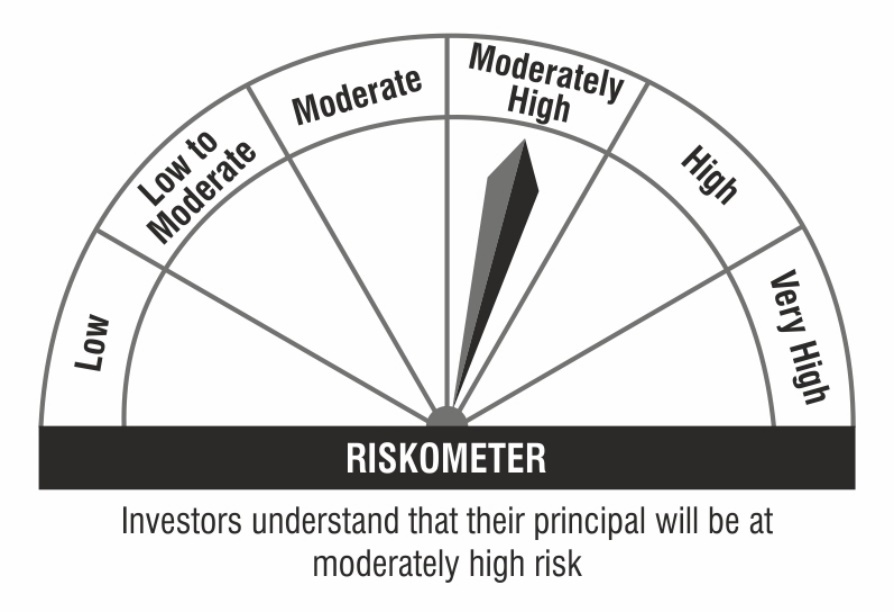 Low
Low to
Moderate
Moderate
Moderately
High
High
Very High
RISKOMETER
Investors understand that their principal will be at
moderately high risk